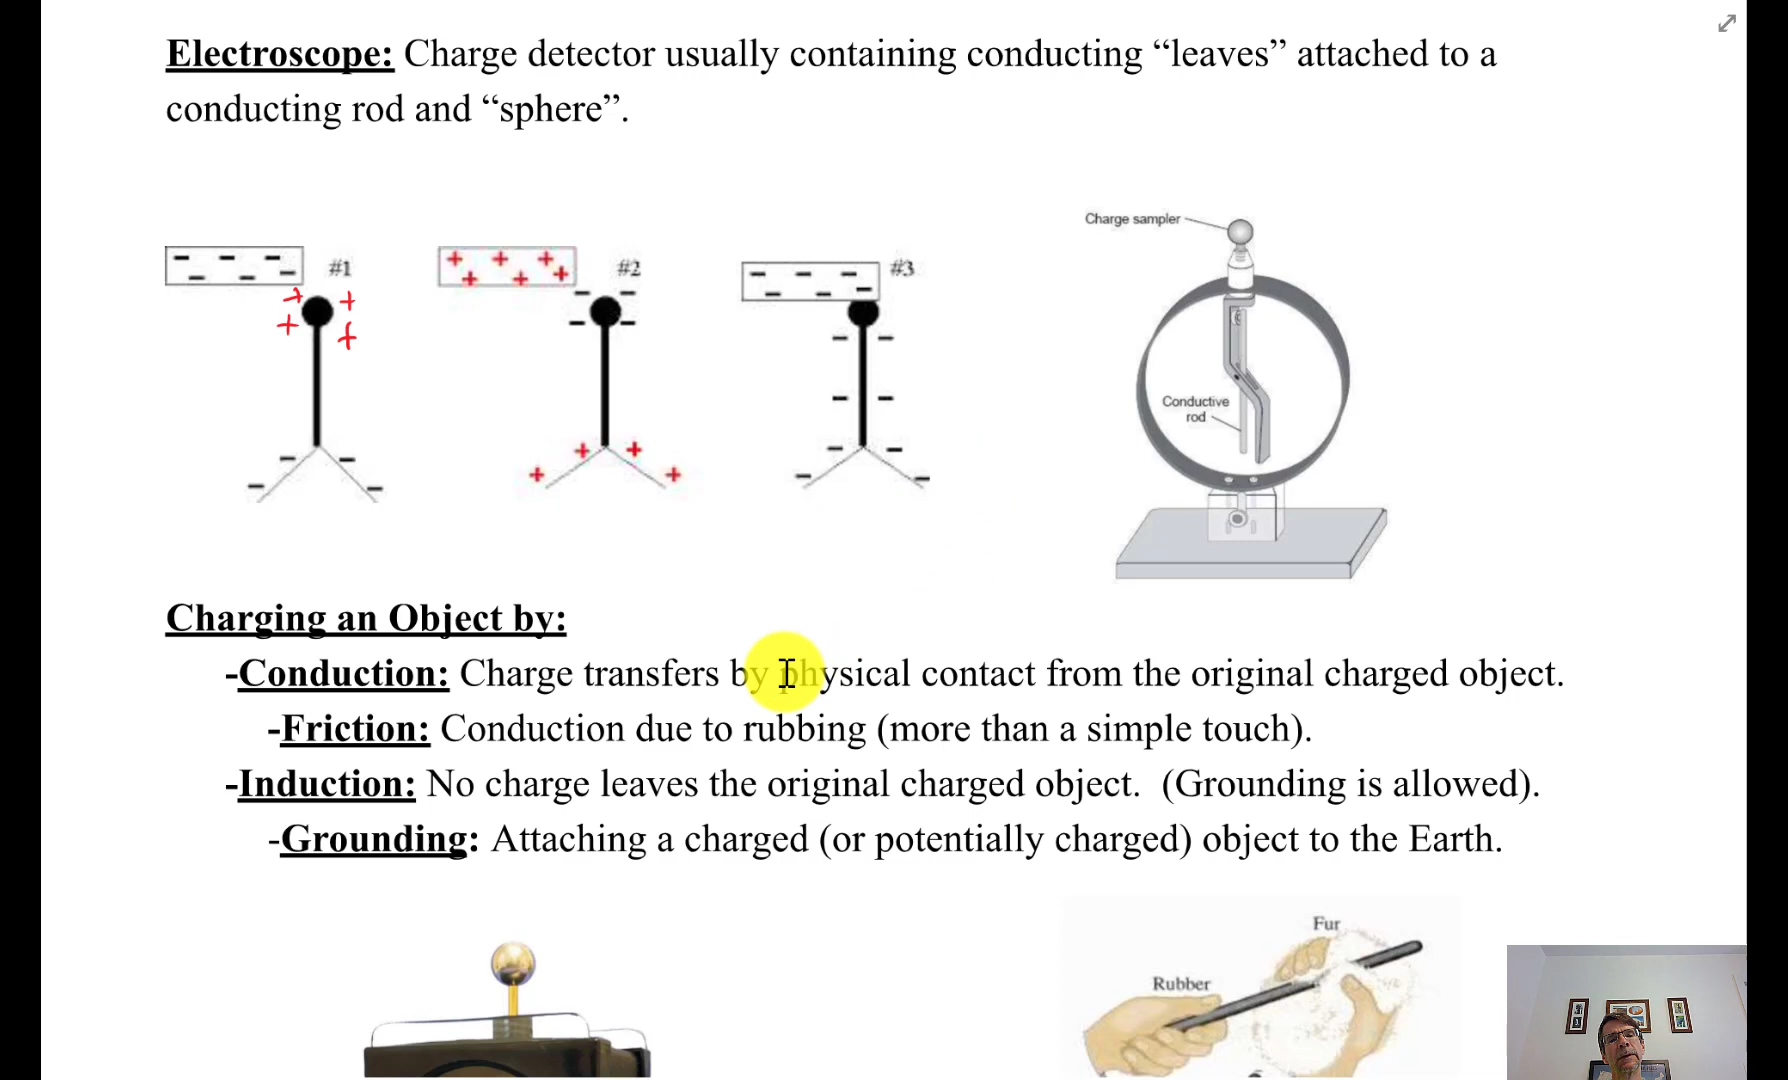 Electroscope: Charge detector usually containing conducting “leaves” attached to a
conducting rod and “sphere”.
Charge sampler
#1
#2
#3
Conductive
rod
Charging an Object by:
-Conduction: Charge transfers by physical contact from the original charged object.
-Friction: Conduction due to rubbing (more than a simple touch).
-Induction: No charge leaves the original charged object. (Grounding is allowed).
-Grounding: Attaching a charged (or potentially charged) object to the Earth.
Fur
Rubber